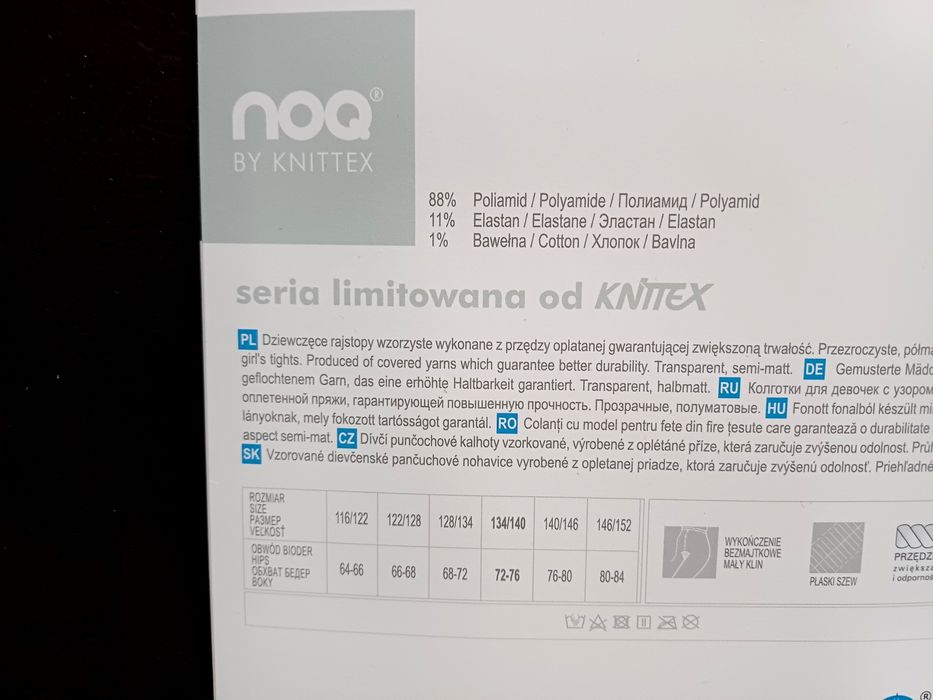 noQ®
BY KNITTEX
88% Poliamid / Polyamide / Полиамид / Polyamid
11% Elastan / Elastane / Эластан / Elastan
1% Bawełna / Cotton / Хлопок / Bavlna
seria limitowana od KNITTEX
PL Dziewczęce rajstopy wzorzyste wykonane z przędzy oplatanej gwarantującej zwiększoną trwałość. Przezroczyste, półma
girl's tights. Produced of covered yarns which guarantee better durability. Transparent, semi-matt. DE Gemusterte Mädc
geflochtenem Garn, das eine erhöhte Haltbarkeit garantiert. Transparent, halbmatt. RU Колготки для девочек с узором
оплетенной пряжи, гарантирующей повышенную прочность. Прозрачные, полуматовые. HU Fonott fonalból készült mi
lányoknak, mely fokozott tartósságot garantál. RO Colanți cu model pentru fete din fire țesute care garantează o durabilitate
aspect semi-mat. CZ Dívčí punčochové kalhoty vzorkované, výrobené z oplétáné příze, která zaručuje zvýšenou odolnost. Průh
SK Vzorované dievčenské pančuchové nohavice vyrobené z opletanej priadze, ktorá zaručuje zvýšenú odolnosť. Priehľadné
ROZMIAR
SIZE
РАЗМЕР
VEĽKOSŤ
116/122 122/128 128/134 134/140 140/146 146/152
OBWÓD BIODER
HIPS
ОБХВАТ БЕДЕР
BOKY
64-66 66-68 68-72 72-76 76-80 80-84
WYKOŃCZENIE
BEZMAJTKOWE
MAŁY KLIN
PŁASKI SZEW
PRZĘDZ
zwiększa
i odpornoś
®